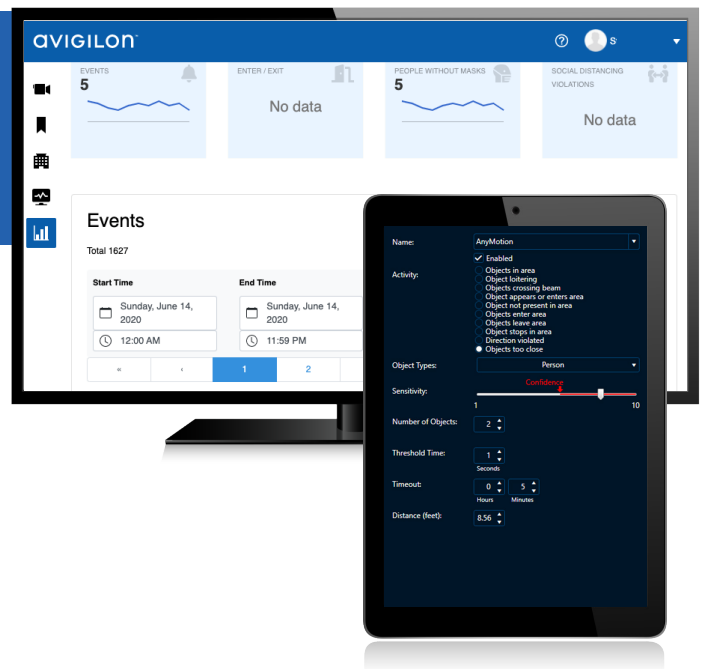 avigilon
S
EVENTS
5
ENTER / EXIT
No data
PEOPLE WITHOUT MASKS
5
SOCIAL DISTANCING
VIOLATIONS
No data
Events
Total 1627
Start Time
End Time
Sunday, June 14,
2020
Sunday, June 14,
2020
12:00 AM
11:59 PM
« ‹ 1 2
Name: AnyMotion
Enabled
Activity:
Objects in area
Object loitering
Objects crossing beam
Object appears or enters area
Object not present in area
Objects enter area
Objects leave area
Object stops in area
Direction violated
Objects too close
Object Types: Person
Confidence
Sensitivity:
1 10
Number of Objects: 2
Threshold Time: 1
Seconds
Timeout: 0 5
Hours Minutes
Distance (feet): 8.56